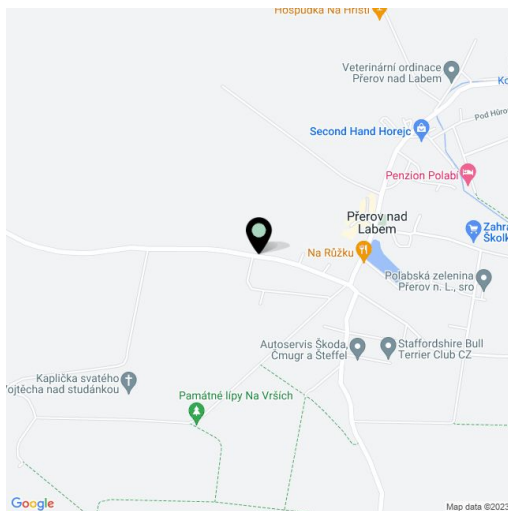 Hospůdka Na Hřišti
Veterinární ordinace
Přerov nad Labem
Pod Hůrou
Second Hand Horejc
Penzion Polabí
Přerov nad
Labem
Zahra
Školk
Na Růžku
Polabská zelenina
Přerov n. L., sro
Autoservis Škoda,
Čmugr a Šteffel
Staffordshire Bull
Terrier Club CZ
Kaplička svatého
Vojtěcha nad studánkou
Památné lípy Na Vrších
Google
Map data ©2023